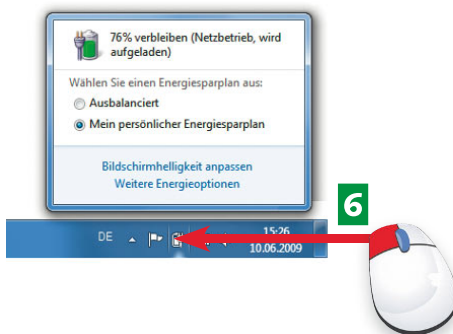 76% verbleiben (Netzbetrieb, wird
aufgeladen)
Wählen Sie einen Energiesparplan aus:
Ausbalanciert
Mein persönlicher Energiesparplan
Bildschirmhelligkeit anpassen
Weitere Energieoptionen
6
DE 15:26
10.06.2009